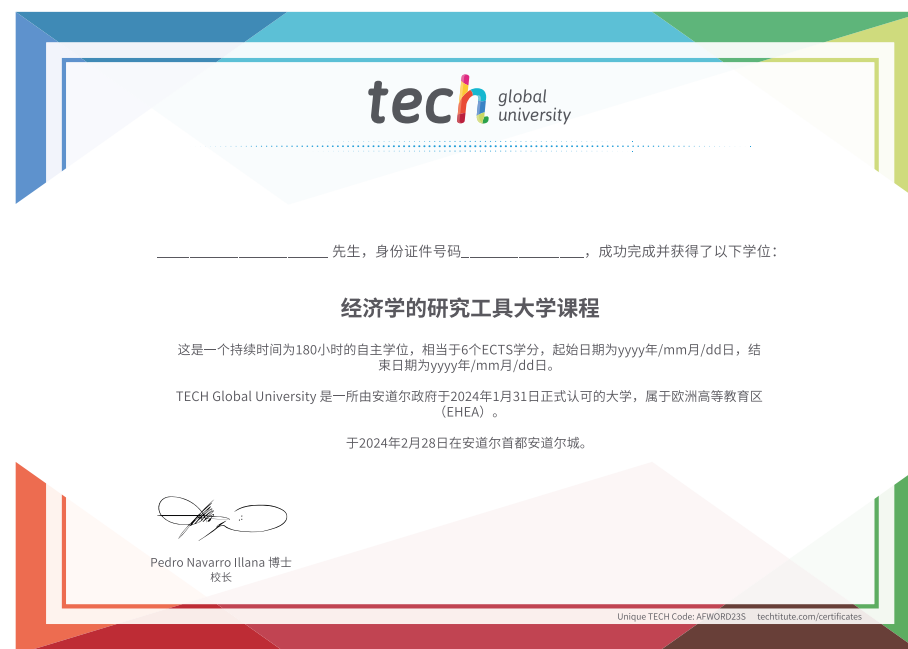 tech global
university
____________________ 先生，身份证件号码______________，成功完成并获得了以下学位：
经济学的研究工具大学课程
这是一个持续时间为180小时的自主学位，相当于6个ECTS学分，起始日期为yyyy年/mm月/dd日，结
束日期为yyyy年/mm月/dd日。
TECH Global University 是一所由安道尔政府于2024年1月31日正式认可的大学，属于欧洲高等教育区
（EHEA）。
于2024年2月28日在安道尔首都安道尔城。
Pedro Navarro Illana 博士
校长
Unique TECH Code: AFWORD23S techtitute.com/certificates